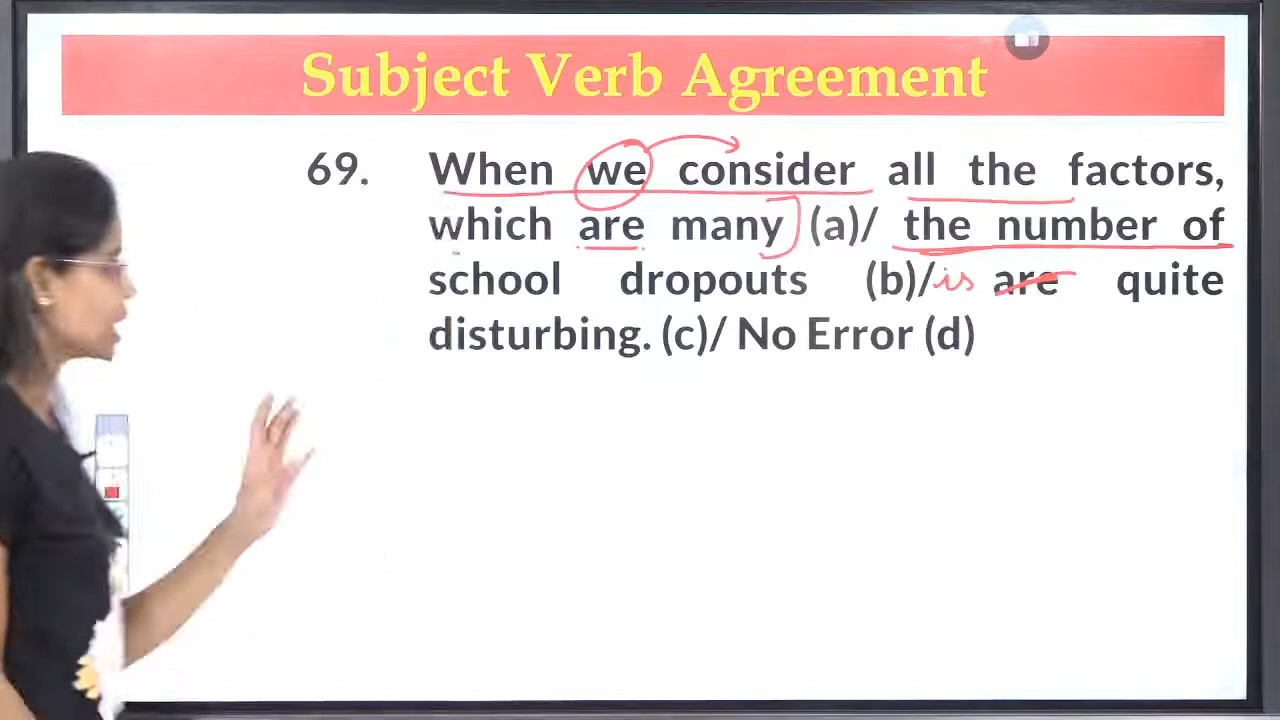 Subject Verb Agreement
69. When we consider all the factors,
which are many (a)/ the number of
school dropouts (b)/ is are quite
disturbing. (c)/ No Error (d)